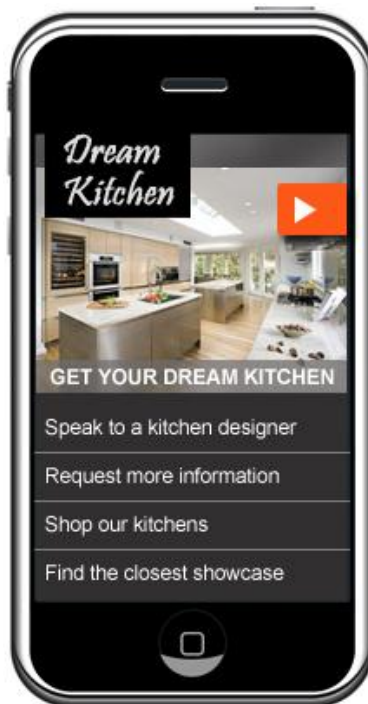 Dream
Kitchen
GET YOUR DREAM KITCHEN
Speak to a kitchen designer
Request more information
Shop our kitchens
Find the closest showcase